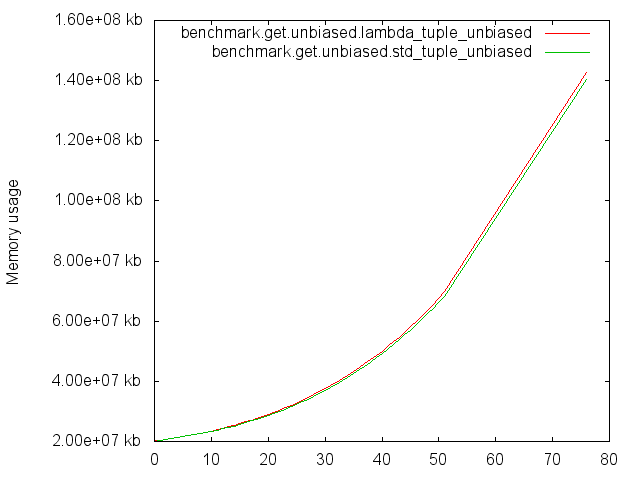 1.60e+08 kb
benchmark.get.unbiased.lambda_tuple_unbiased
benchmark.get.unbiased.std_tuple_unbiased
1.40e+08 kb
1.20e+08 kb
1.00e+08 kb
8.00e+07 kb
6.00e+07 kb
4.00e+07 kb
2.00e+07 kb
Memory usage
0 10 20 30 40 50 60 70 80